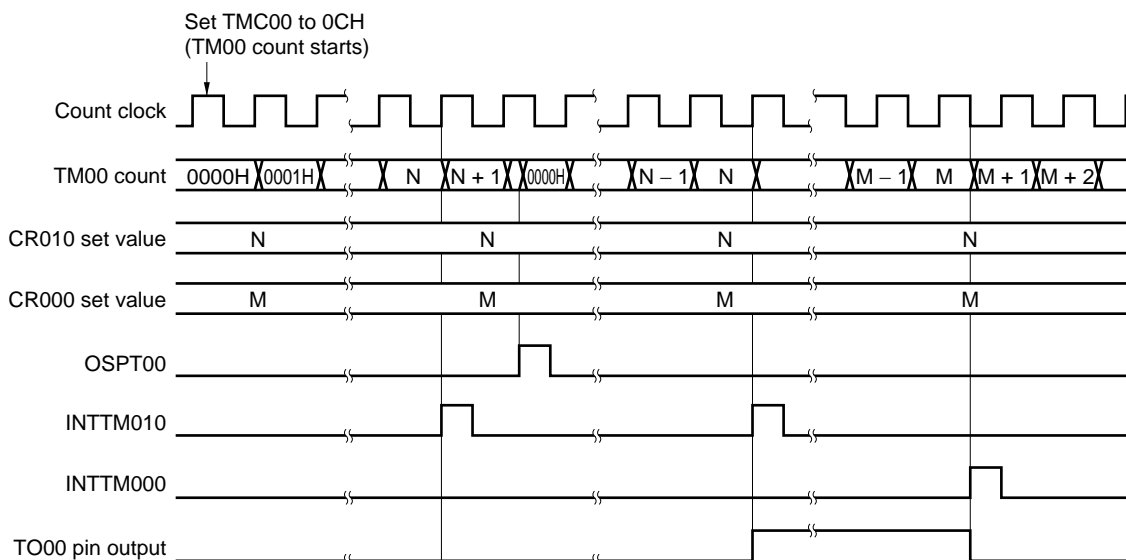 Set TMC00 to 0CH
(TM00 count starts)
Count clock
TM00 count 0000H 0001H N N + 1 0000H N − 1 N M − 1 M M + 1 M + 2
CR010 set value N N N N
CR000 set value M M M M
OSPT00
INTTM010
INTTM000
TO00 pin output